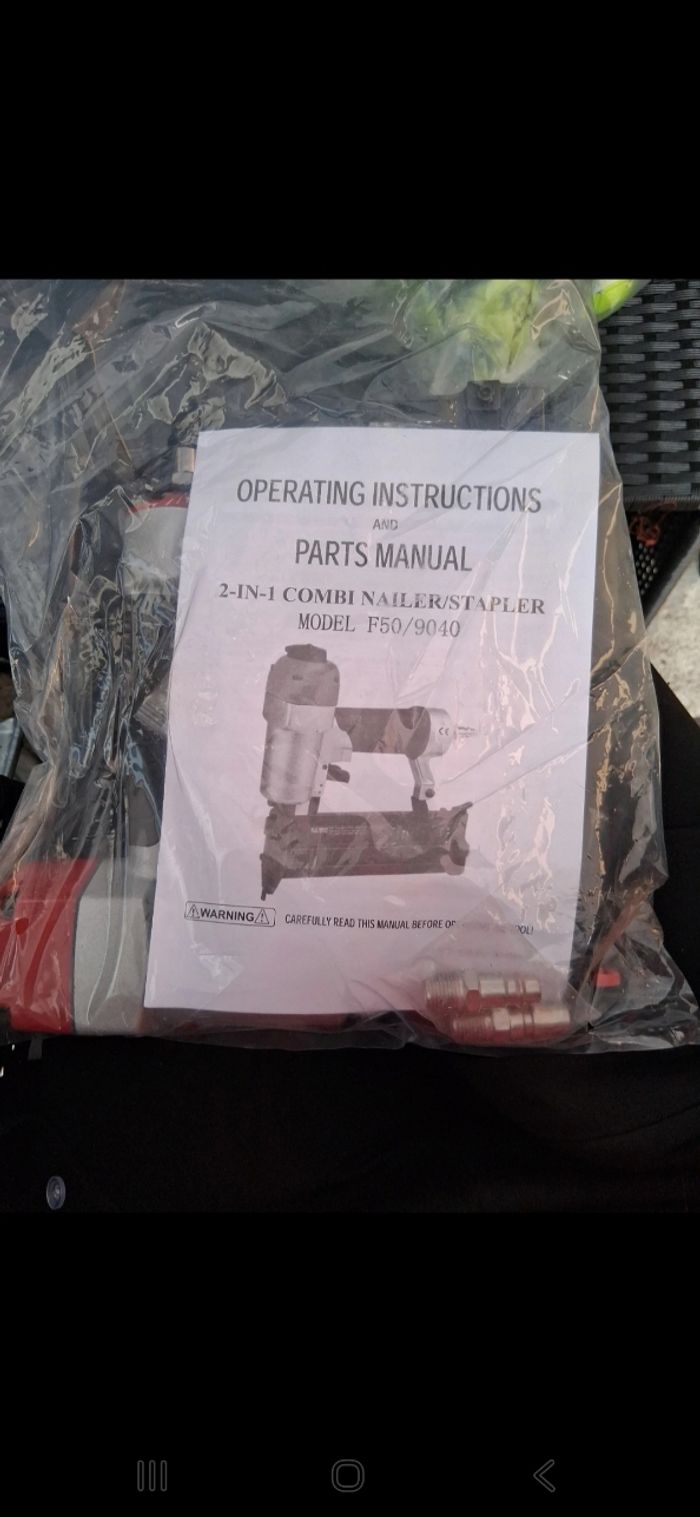 OPERATING INSTRUCTIONS
AND
PARTS MANUAL
2-IN-1 COMBI NAILER/STAPLER
MODEL F50/9040
CE
WARNING
CAREFULLY READ THIS MANUAL BEFORE